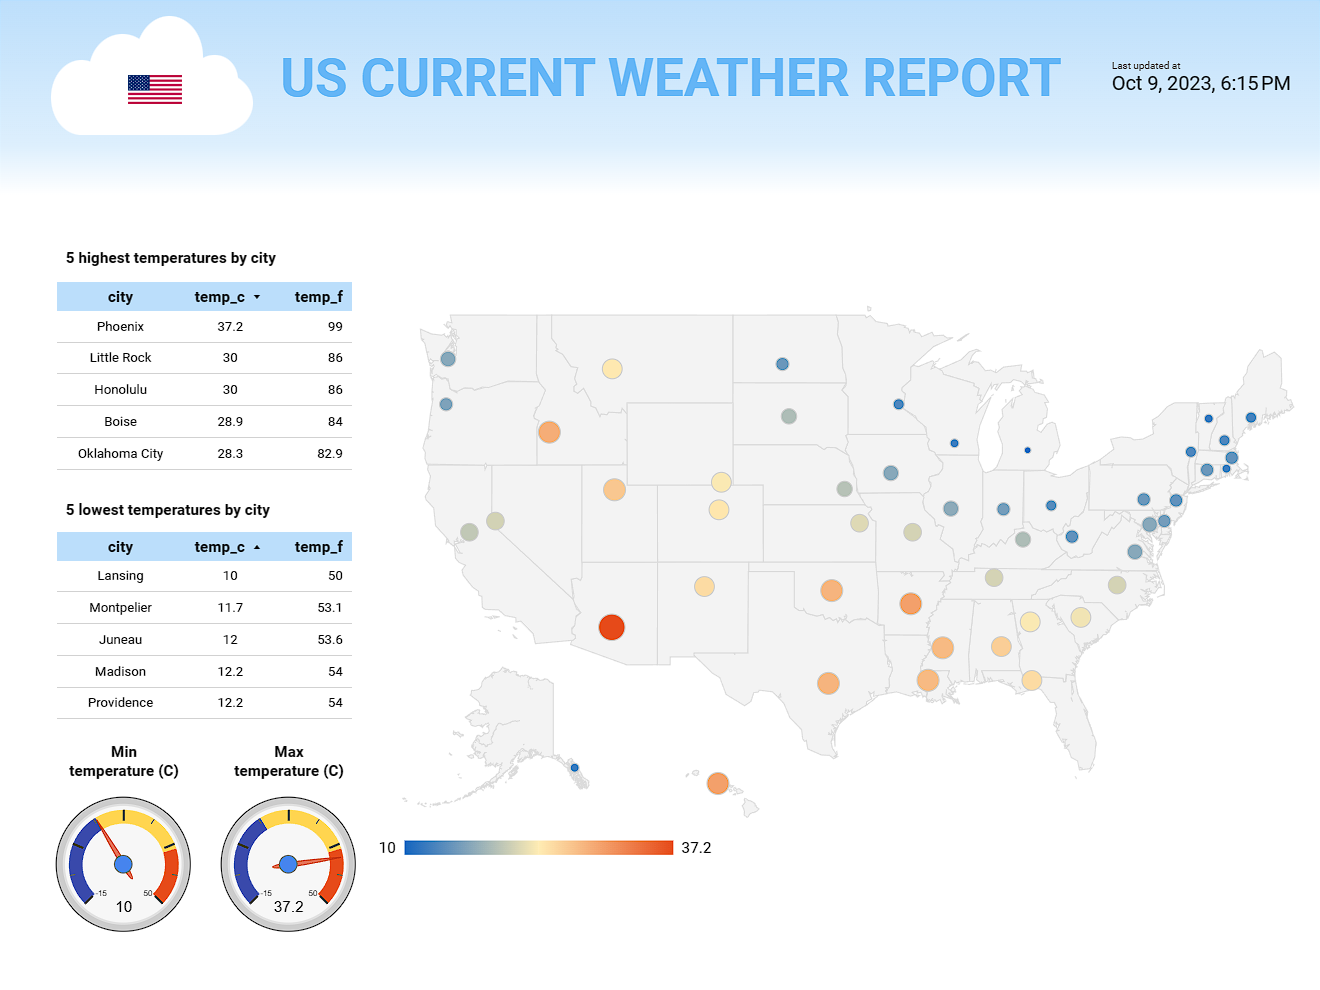 US CURRENT WEATHER REPORT
Last updated at
Oct 9, 2023, 6:15 PM
5 highest temperatures by city
city temp_c temp_f
Phoenix 37.2 99
Little Rock 30 86
Honolulu 30 86
Boise 28.9 84
Oklahoma City 28.3 82.9
5 lowest temperatures by city
city temp_c temp_f
Lansing 10 50
Montpelier 11.7 53.1
Juneau 12 53.6
Madison 12.2 54
Providence 12.2 54
Min
temperature (C)
-15 50
10
Max
temperature (C)
-15 50
37.2
10 37.2